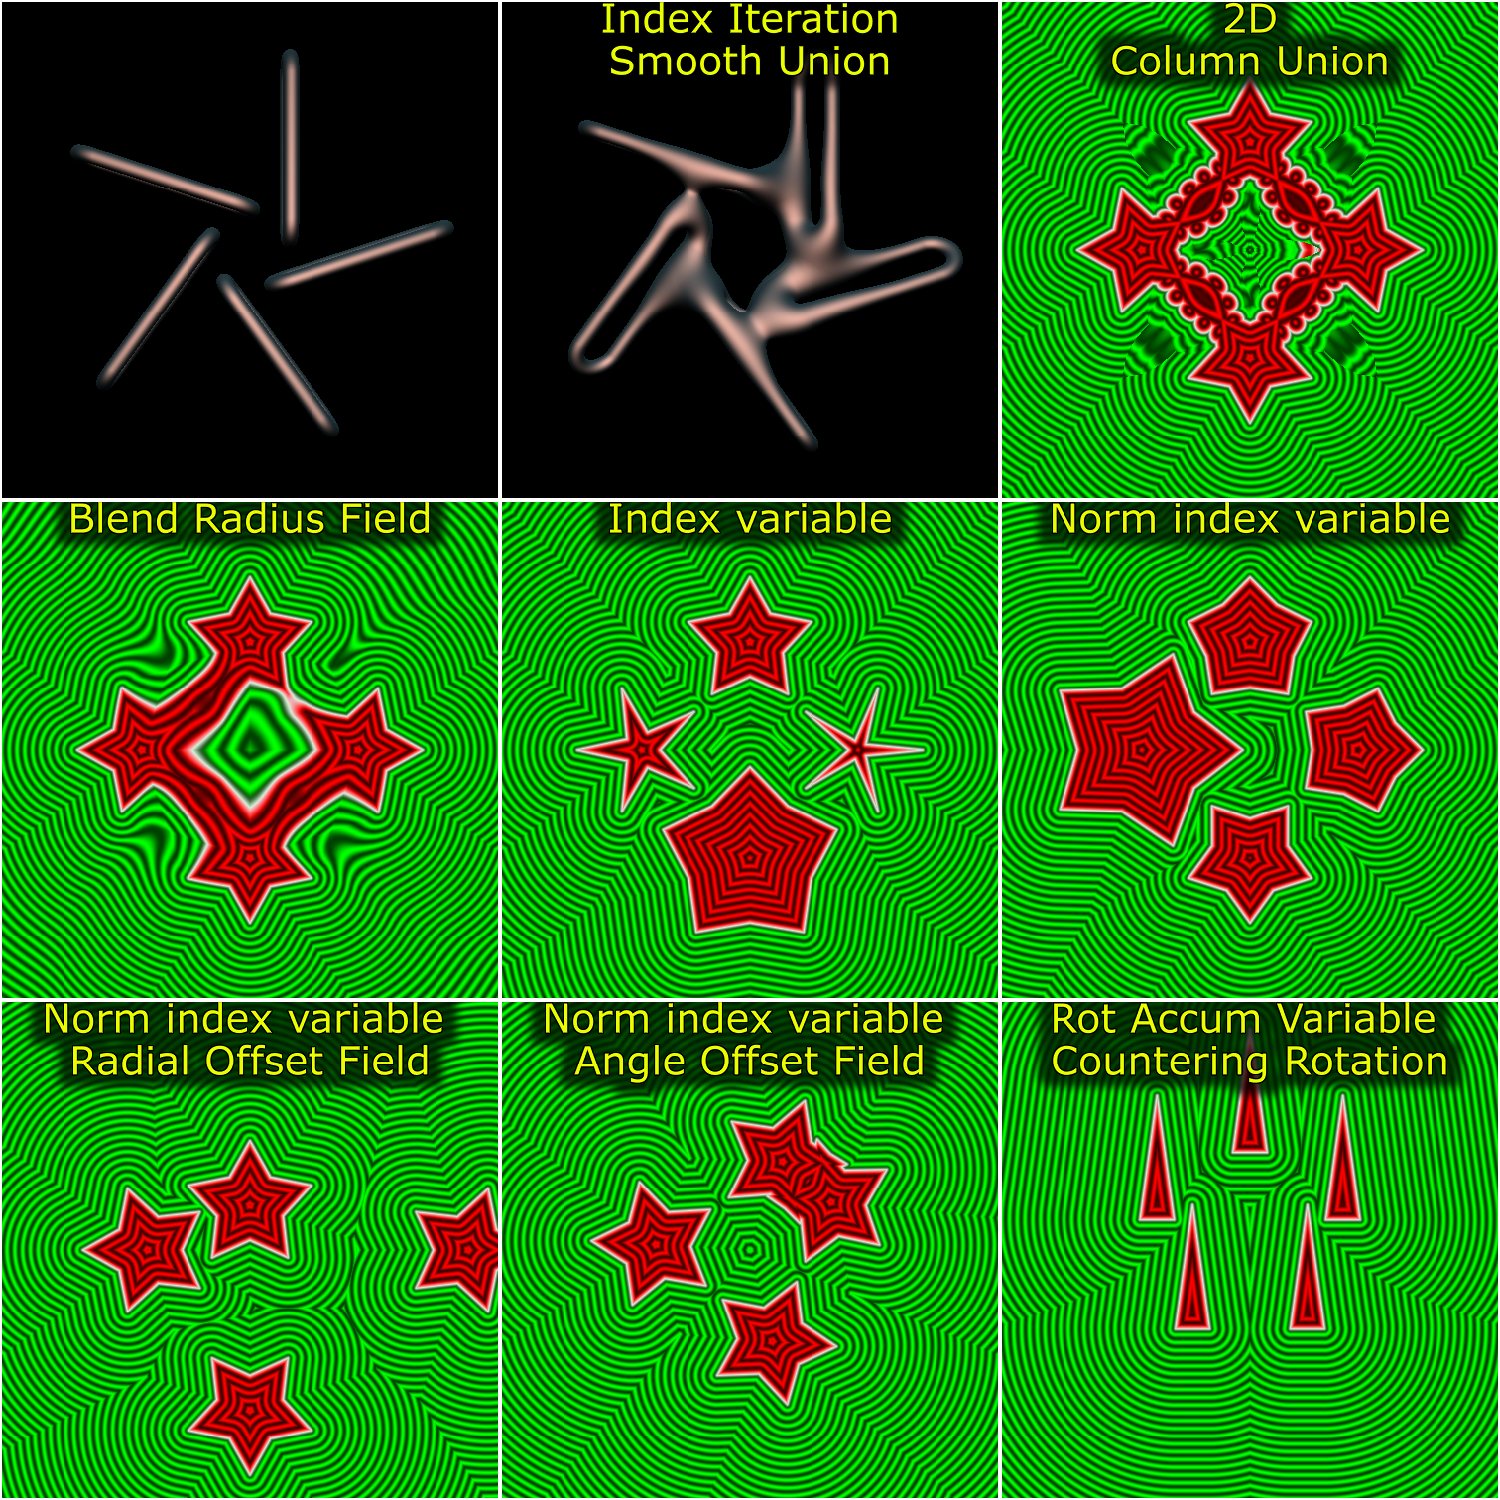 Index Iteration
Smooth Union
2D
Column Union
Blend Radius Field
Index variable
Norm index variable
Norm index variable
Radial Offset Field
Norm index variable
Angle Offset Field
Rot Accum Variable
Countering Rotation